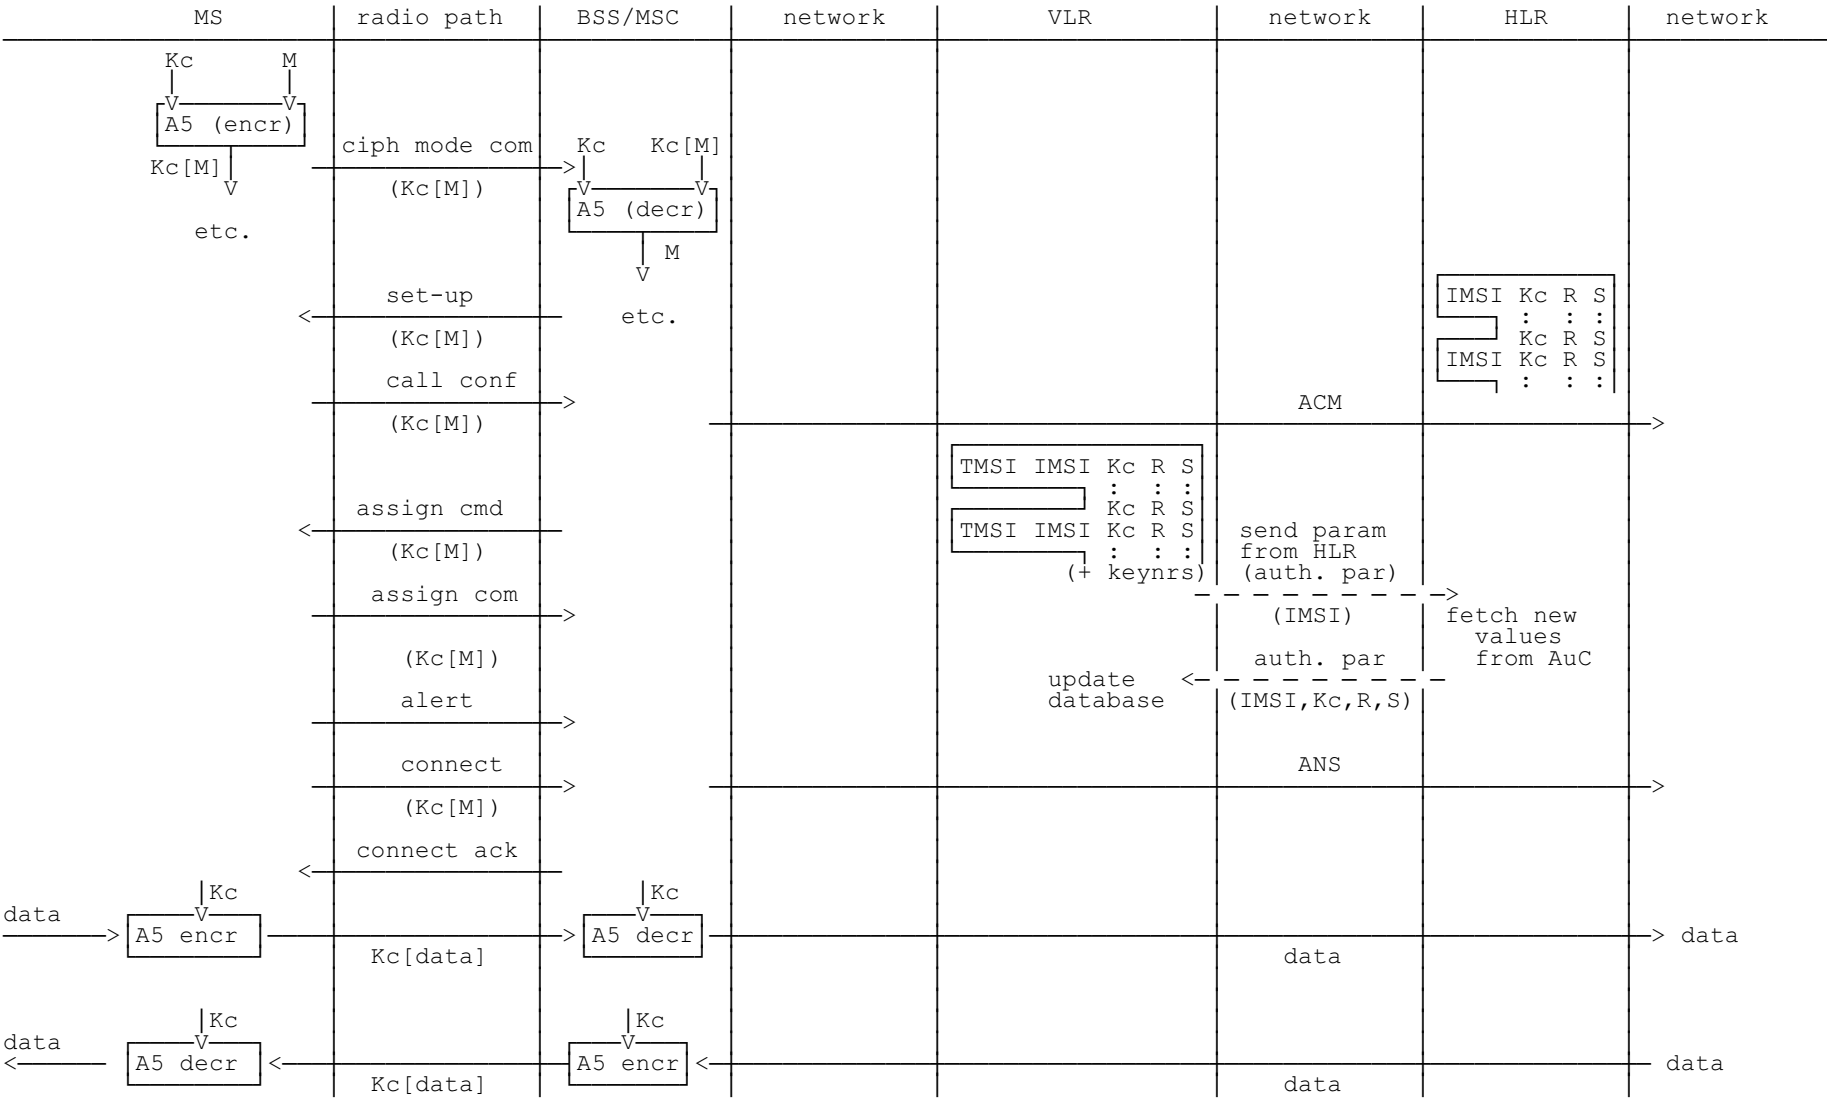 MS radio path BSS/MSC network VLR network HLR network
Kc M
A5 (encr)
ciph mode com Kc Kc[M]
Kc[M]
(Kc[M])
A5 (decr)
etc.
M
set-up IMSI Kc R S
etc. : : :
(Kc[M]) Kc R S
IMSI Kc R S
call conf : : :
ACM
(Kc[M])
TMSI IMSI Kc R S
: : :
assign cmd Kc R S
TMSI IMSI Kc R S send param
(Kc[M]) : : : from HLR
(+ keynrs) (auth. par)
assign com
(IMSI) fetch new
values
(Kc[M]) auth. par from AuC
update
alert database (IMSI,Kc,R,S)
connect ANS
(Kc[M])
connect ack
Kc Kc
data
A5 encr A5 decr data
Kc[data] data
Kc Kc
data
A5 decr A5 encr data
Kc[data] data